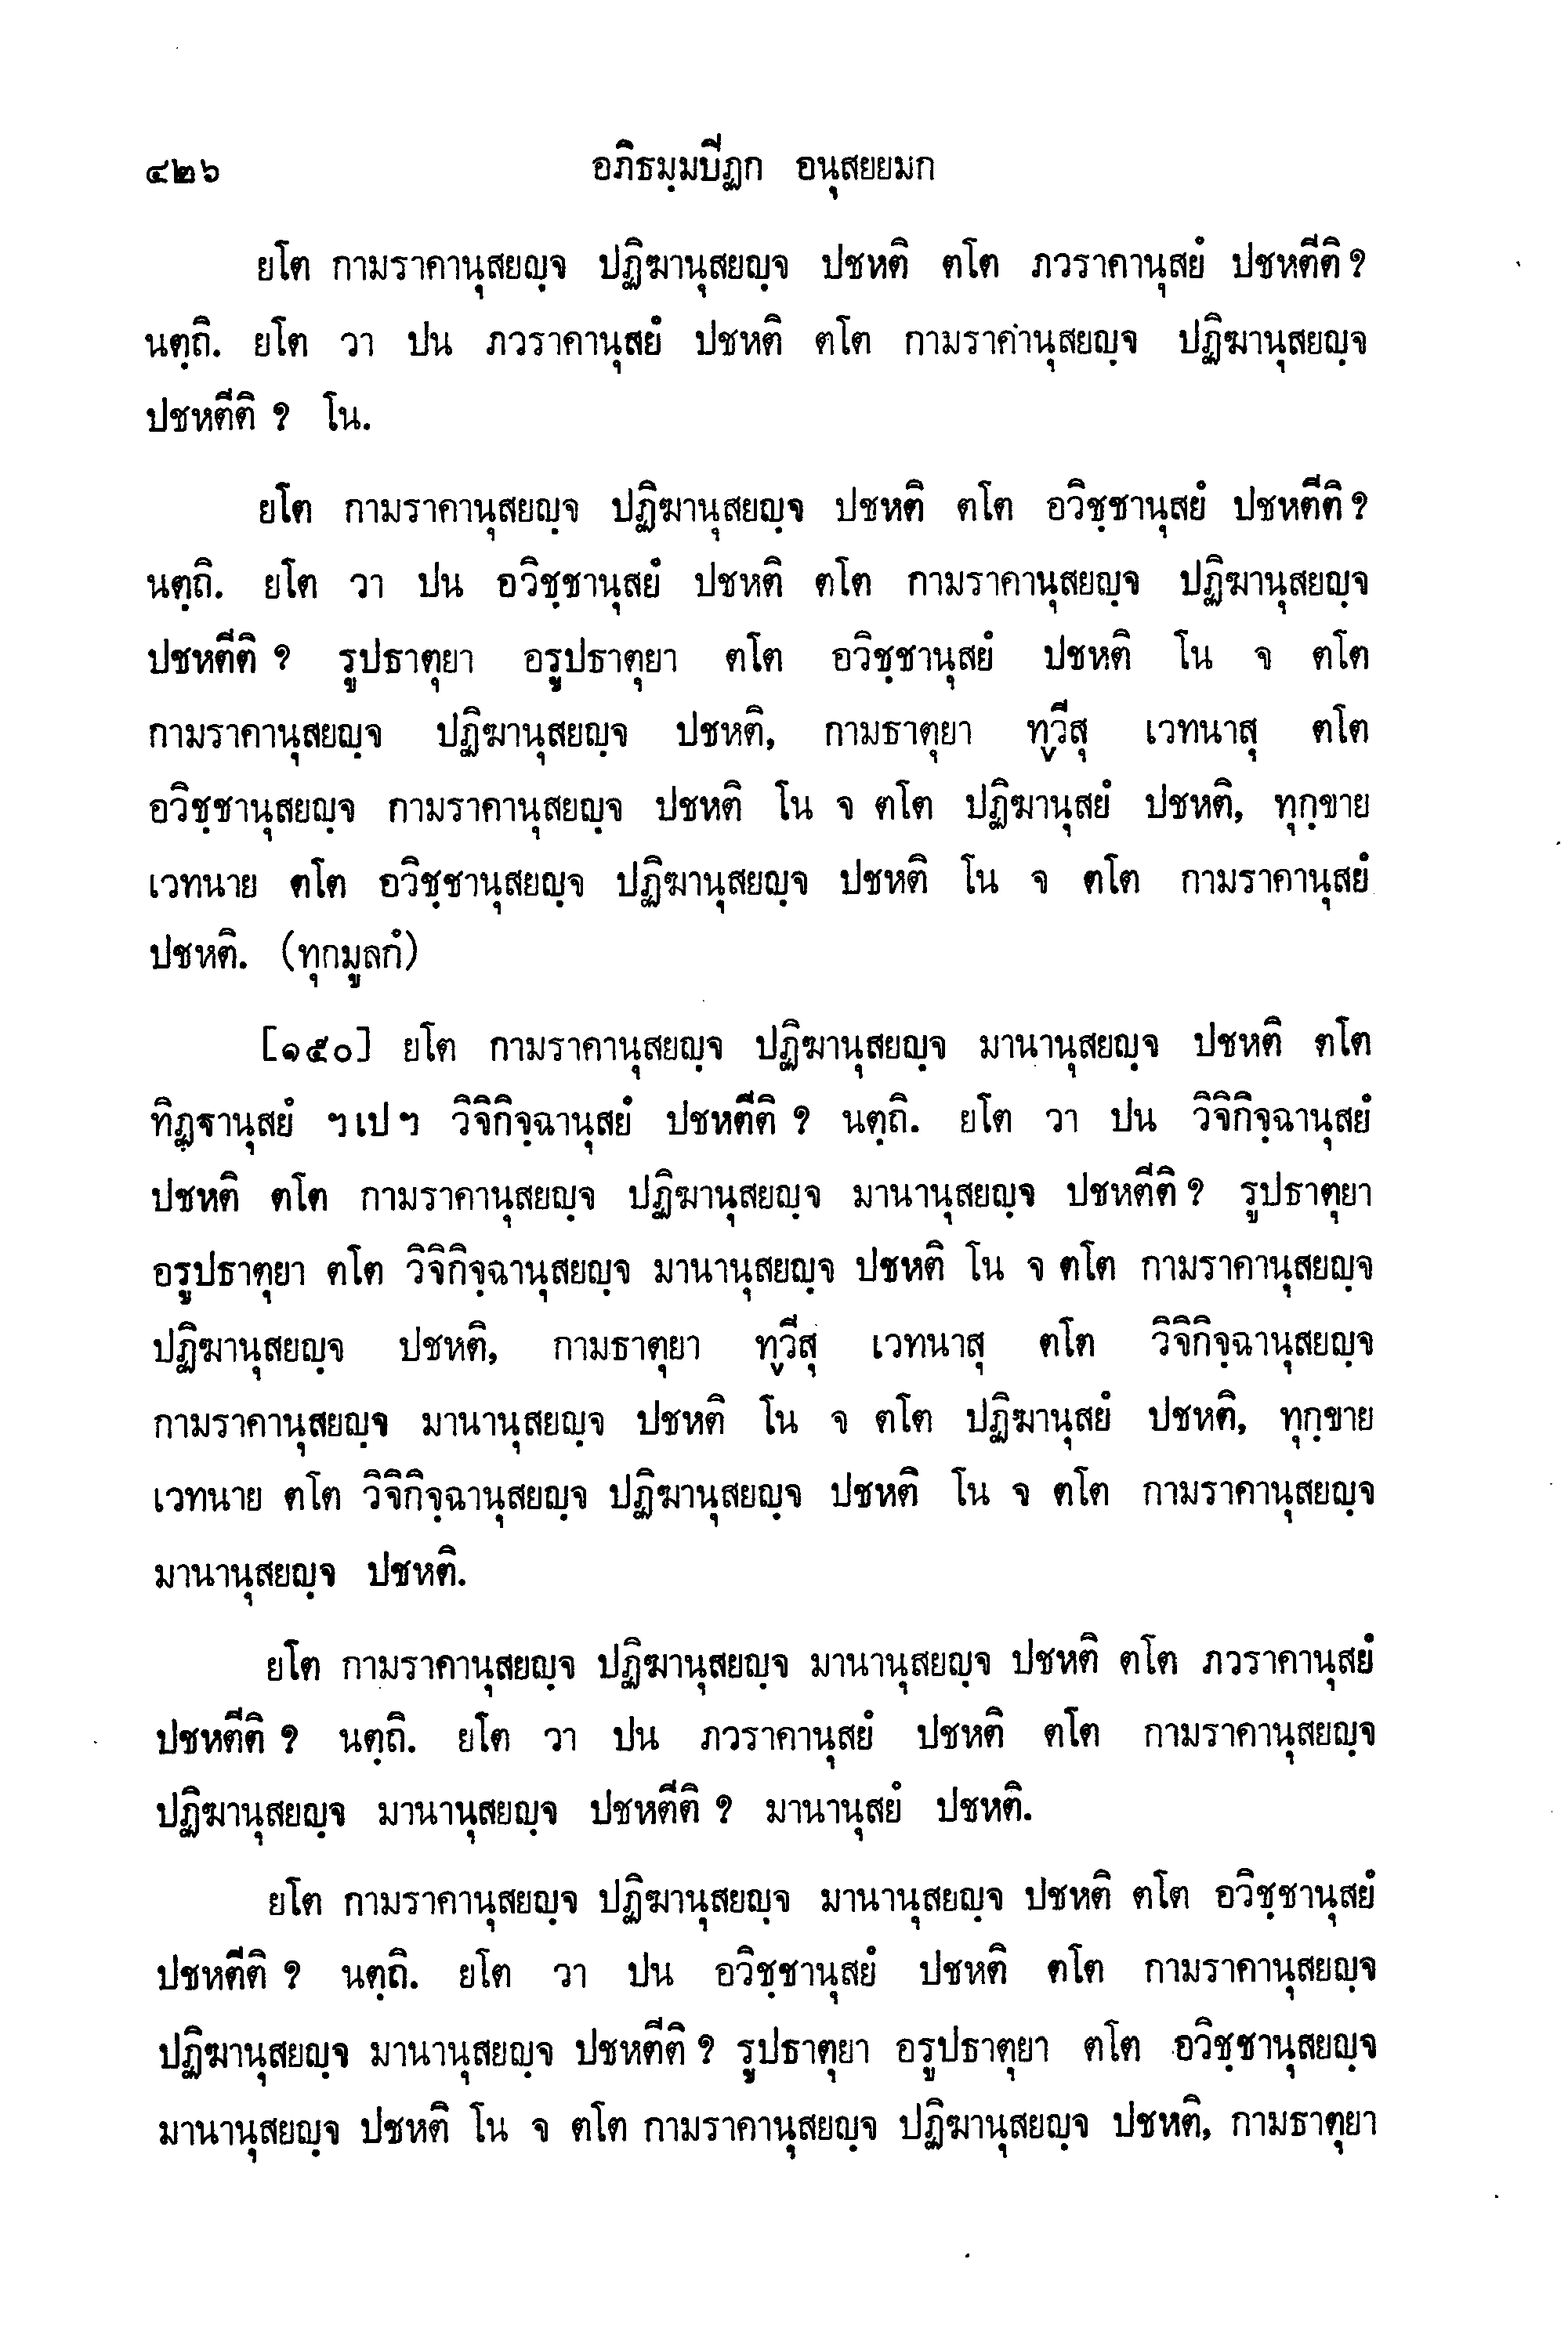 ๔๒๖ อภิธมฺมปีฏก อนุสยยมก
ยโต กามราคานุสยญฺจ ปฏิฆานุสยญฺจ ปชหติ ตโต ภวราคานุสยํ ปชหตีติ ?
นตฺถิ. ยโต วา ปน ภวราคานุสยํ ปชหติ ตโต กามราคานุสยญฺจ ปฏิฆานุสยญฺจ
ปชหตีติ ? โน.
ยโต กามราคานุสยญฺจ ปฏิฆานุสยญฺจ ปชหติ ตโต อวิชฺชานุสยํ ปชหตีติ ?
นตฺถิ. ยโต วา ปน อวิชฺชานุสยํ ปชหติ ตโต กามราคานุสยญฺจ ปฏิฆานุสยญฺจ
ปชหตีติ ? รูปธาตุยา อรูปธาตุยา ตโต อวิชฺชานุสยํ ปชหติ โน จ ตโต
กามราคานุสยญฺจ ปฏิฆานุสยญฺจ ปชหติ, กามธาตุยา ทฺวีสุ เวทนาสุ ตโต
อวิชฺชานุสยญฺจ กามราคานุสยญฺจ ปชหติ โน จ ตโต ปฏิฆานุสยํ ปชหติ, ทุกฺขาย
เวทนาย ตโต อวิชฺชานุสยญฺจ ปฏิฆานุสยญฺจ ปชหติ โน จ ตโต กามราคานุสยํ
ปชหติ. (ทุกมูลกํ)
[๑๕๐] ยโต กามราคานุสยญฺจ ปฏิฆานุสยญฺจ มานานุสยญฺจ ปชหติ ตโต
ทิฏฺฐานุสยํ ฯเปฯ วิจิกิจฺฉานุสยํ ปชหตีติ ? นตฺถิ. ยโต วา ปน วิจิกิจฺฉานุสยํ
ปชหติ ตโต กามราคานุสยญฺจ ปฏิฆานุสยญฺจ มานานุสยญฺจ ปชหตีติ ? รูปธาตุยา
อรูปธาตุยา ตโต วิจิกิจฺฉานุสยญฺจ มานานุสยญฺจ ปชหติ โน จ ตโต กามราคานุสยญฺจ
ปฏิฆานุสยญฺจ ปชหติ, กามธาตุยา ทฺวีสุ เวทนาสุ ตโต วิจิกิจฺฉานุสยญฺจ
กามราคานุสยญฺจ มานานุสยญฺจ ปชหติ โน จ ตโต ปฏิฆานุสยํ ปชหติ, ทุกฺขาย
เวทนาย ตโต วิจิกิจฺฉานุสยญฺจ ปฏิฆานุสยญฺจ ปชหติ โน จ ตโต กามราคานุสยญฺจ
มานานุสยญฺจ ปชหติ.
ยโต กามราคานุสยญฺจ ปฏิฆานุสยญฺจ มานานุสยญฺจ ปชหติ ตโต ภวราคานุสยํ
ปชหตีติ ? นตฺถิ. ยโต วา ปน ภวราคานุสยํ ปชหติ ตโต กามราคานุสยญฺจ
ปฏิฆานุสยญฺจ มานานุสยญฺจ ปชหตีติ ? มานานุสยํ ปชหติ.
ยโต กามราคานุสยญฺจ ปฏิฆานุสยญฺจ มานานุสยญฺจ ปชหติ ตโต อวิชฺชานุสยํ
ปชหตีติ ? นตฺถิ. ยโต วา ปน อวิชฺชานุสยํ ปชหติ ตโต กามราคานุสยญฺจ
ปฏิฆานุสยญฺจ มานานุสยญฺจ ปชหตีติ ? รูปธาตุยา อรูปธาตุยา ตโต อวิชฺชานุสยญฺจ
มานานุสยญฺจ ปชหติ โน จ ตโต กามราคานุสยญฺจ ปฏิฆานุสยญฺจ ปชหติ, กามธาตุยา